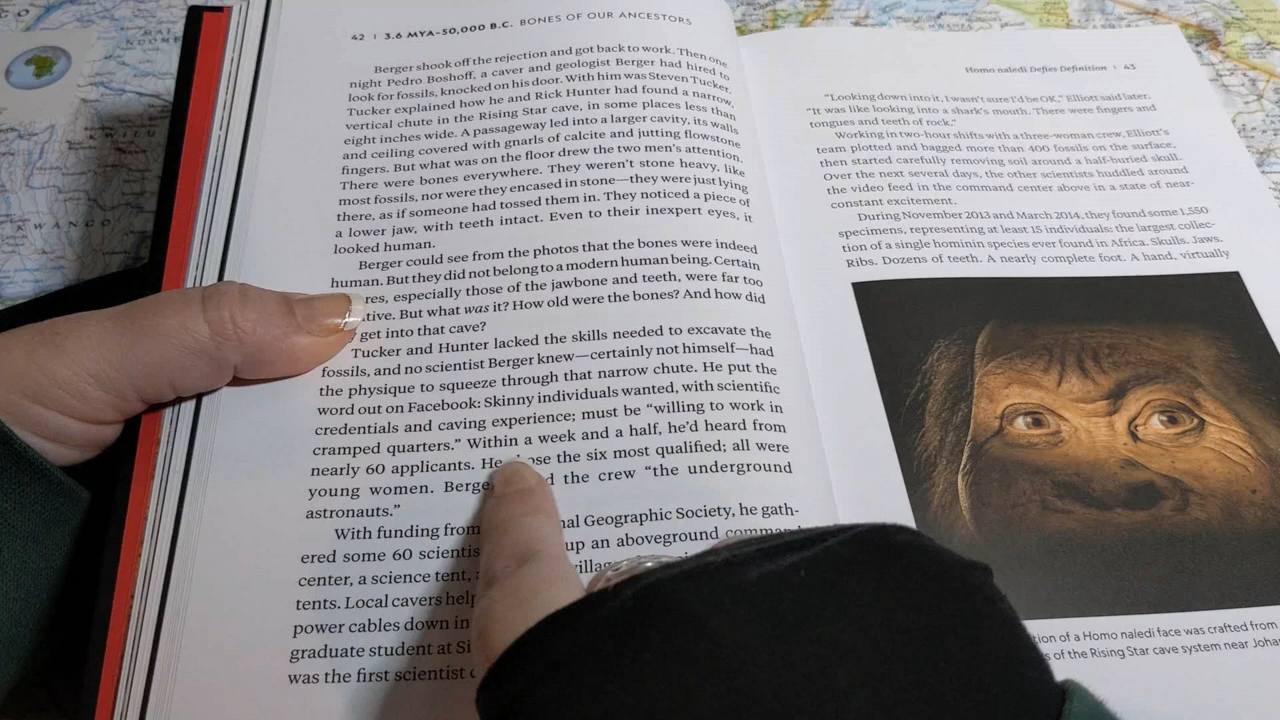 42 | 3.6 MYA–50,000 B.C. BONES OF OUR ANCESTORS
Berger shook off the rejection and got back to work. Then one
night Pedro Boshoff, a caver and geologist Berger had hired to
look for fossils, knocked on his door. With him was Steven Tucker.
Tucker explained how he and Rick Hunter had found a narrow,
vertical chute in the Rising Star cave, in some places less than
eight inches wide. A passageway led into a larger cavity, its walls
and ceiling covered with gnarls of calcite and jutting flowstone
fingers. But what was on the floor drew the two men's attention.
There were bones everywhere. They weren't stone heavy, like
most fossils, nor were they encased in stone—they were just lying
there, as if someone had tossed them in. They noticed a piece of
a lower jaw, with teeth intact. Even to their inexpert eyes, it
looked human.
Berger could see from the photos that the bones were indeed
human. But they did not belong to a modern human being. Certain
res, especially those of the jawbone and teeth, were far too
tive. But what was it? How old were the bones? And how did
get into that cave?
Tucker and Hunter lacked the skills needed to excavate the
fossils, and no scientist Berger knew—certainly not himself—had
the physique to squeeze through that narrow chute. He put the
word out on Facebook: Skinny individuals wanted, with scientific
credentials and caving experience; must be "willing to work in
cramped quarters." Within a week and a half, he'd heard from
nearly 60 applicants. He ose the six most qualified; all were
young women. Berge d the crew "the underground
astronauts."
With funding from nal Geographic Society, he gath-
ered some 60 scientis up an aboveground comman
center, a science tent, villag
tents. Local cavers help
power cables down in
graduate student at Si
was the first scientist
Homo naledi Defies Definition | 43
"Looking down into it, I wasn't sure I'd be OK," Elliott said later.
"It was like looking into a shark's mouth. There were fingers and
tongues and teeth of rock."
Working in two-hour shifts with a three-woman crew, Elliott's
team plotted and bagged more than 400 fossils on the surface,
then started carefully removing soil around a half-buried skull.
Over the next several days, the other scientists huddled around
the video feed in the command center above in a state of near-
constant excitement.
During November 2013 and March 2014, they found some 1,550
specimens, representing at least 15 individuals: the largest collec-
tion of a single hominin species ever found in Africa. Skulls. Jaws.
Ribs. Dozens of teeth. A nearly complete foot. A hand, virtually
tion of a Homo naledi face was crafted from
s of the Rising Star cave system near Joha
MAI
NDOMBE
KWILU
KWANGO